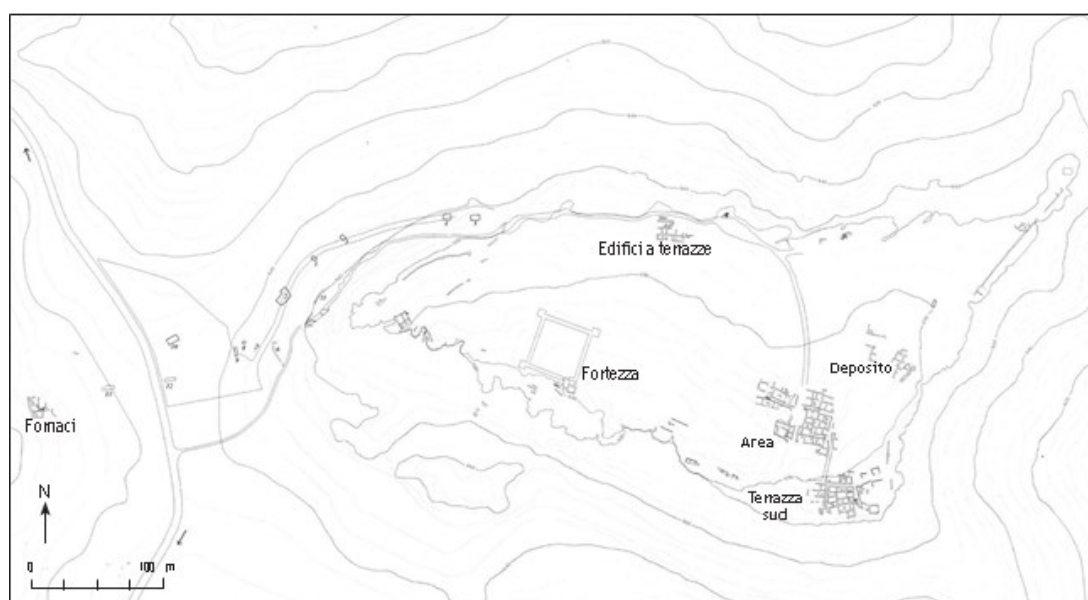 Edifici a terrazze
Fortezza
Deposito
Fornaci
Area
Terrazza
sud
N
0 100 m